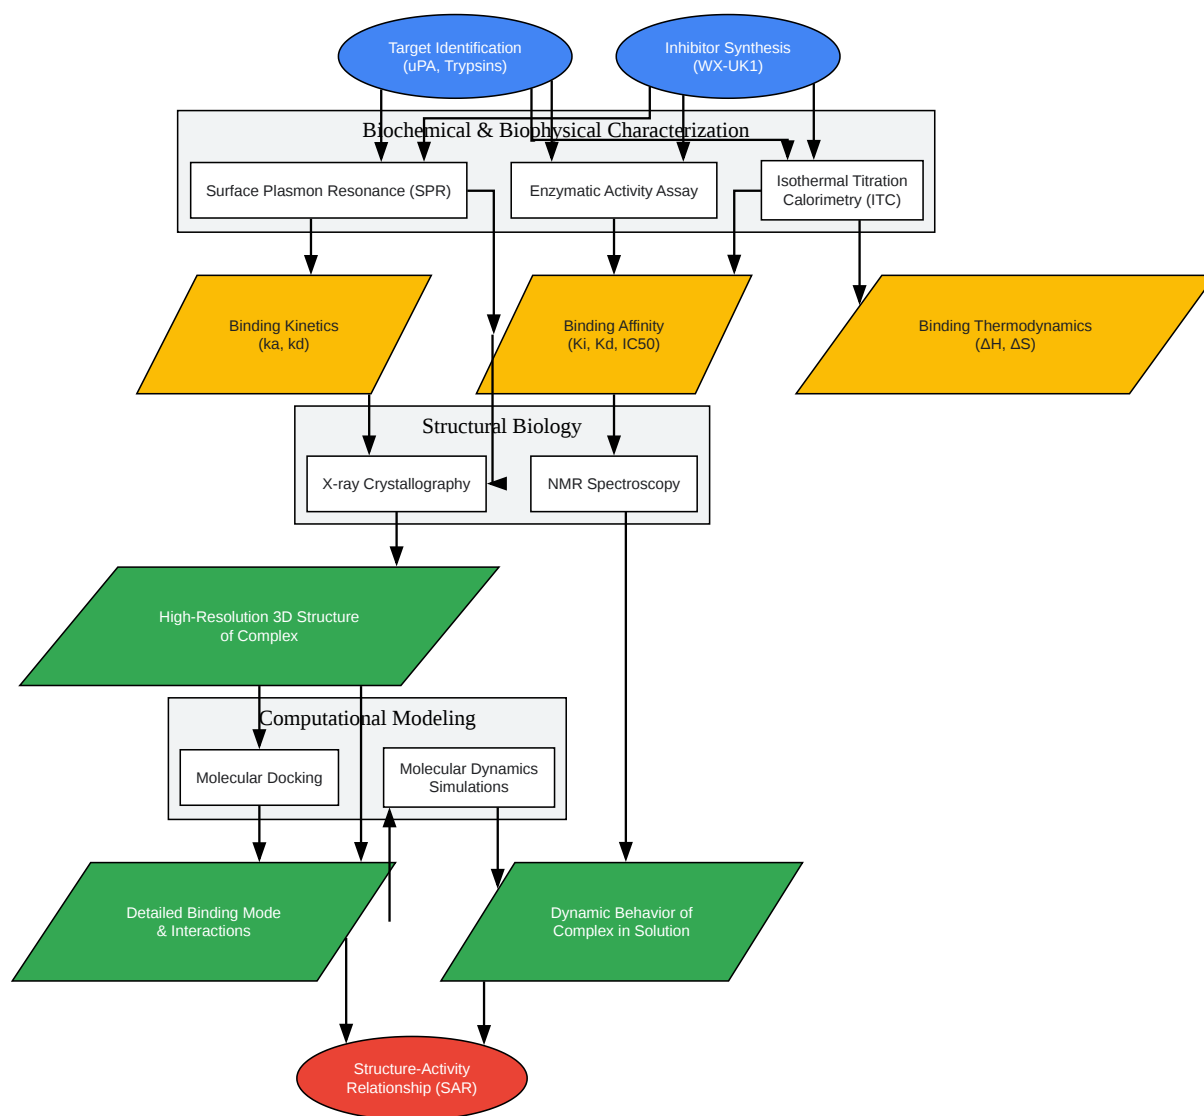 Target Identification
(uPA, Trypsins)
Inhibitor Synthesis
(WX-UK1)
Biochemical & Biophysical Characterization
Surface Plasmon Resonance (SPR)
Enzymatic Activity Assay
Isothermal Titration
Calorimetry (ITC)
Binding Kinetics
(ka, kd)
Binding Affinity
(Ki, Kd, IC50)
Binding Thermodynamics
(ΔH, ΔS)
Structural Biology
X-ray Crystallography
NMR Spectroscopy
High-Resolution 3D Structure
of Complex
Computational Modeling
Molecular Docking
Molecular Dynamics
Simulations
Detailed Binding Mode
& Interactions
Dynamic Behavior of
Complex in Solution
Structure-Activity
Relationship (SAR)